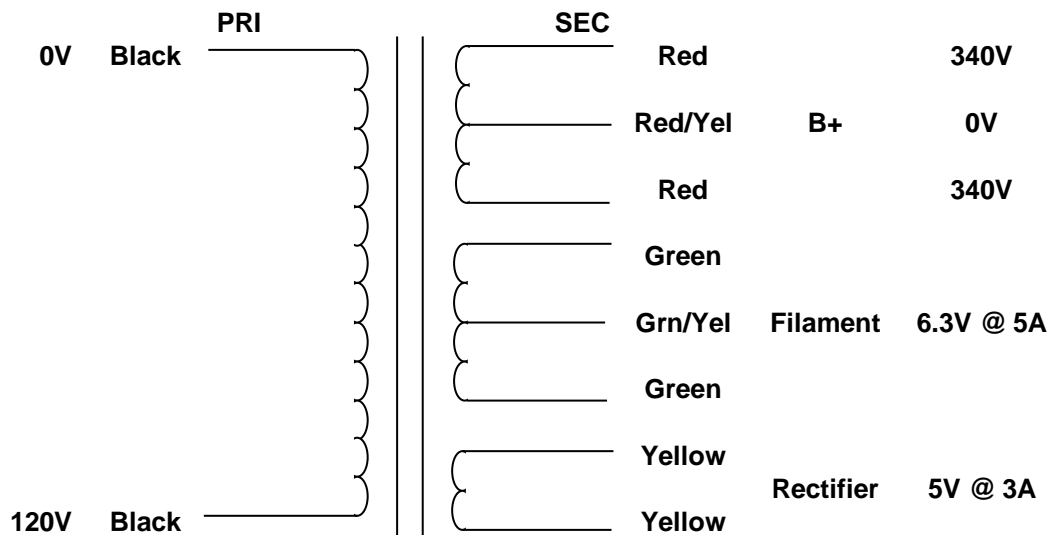 PRI SEC
0V Black Red 340V
Red/Yel B+ 0V
Red 340V
Green
Grn/Yel Filament 6.3V @ 5A
Green
Yellow
Rectifier 5V @ 3A
120V Black Yellow